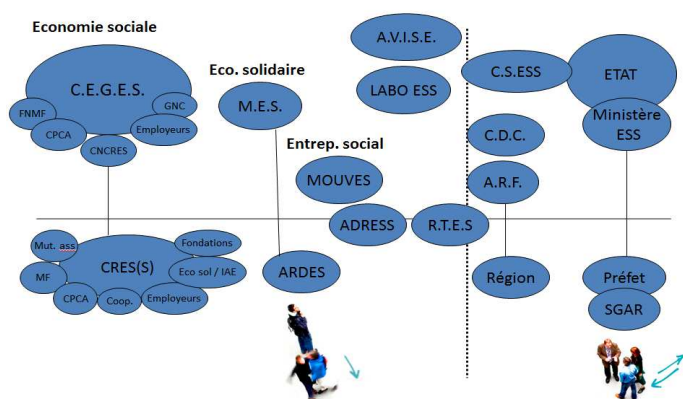 Economie sociale
C.E.G.E.S.
FNMF
GNC
CPCA
Employeurs
CNCRES
Eco. solidaire
M.E.S.
A.V.I.S.E.
LABO ESS
Entrep. social
MOUVES
C.S.ESS
ETAT
Ministère
ESS
C.D.C.
A.R.F.
ADRESS
R.T.E.S
Mut. ass
Fondations
CRES(S)
MF
Eco sol / IAE
CPCA
Coop.
Employeurs
ARDES
Région
Préfet
SGAR